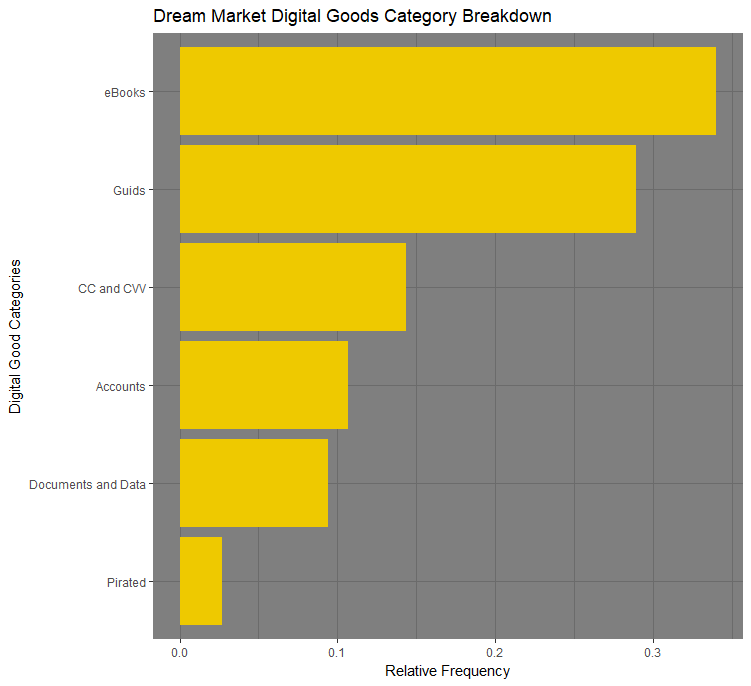 Dream Market Digital Goods Category Breakdown
Digital Good Categories
eBooks
Guids
CC and CVV
Accounts
Documents and Data
Pirated
0.0 0.1 0.2 0.3
Relative Frequency